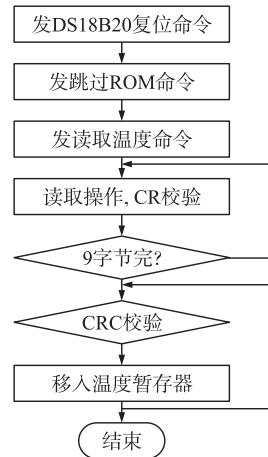 发DS18B20复位命令
发跳过ROM命令
发读取温度命令
读取操作, CR校验
9字节完?
CRC校验
移入温度暂存器
结束